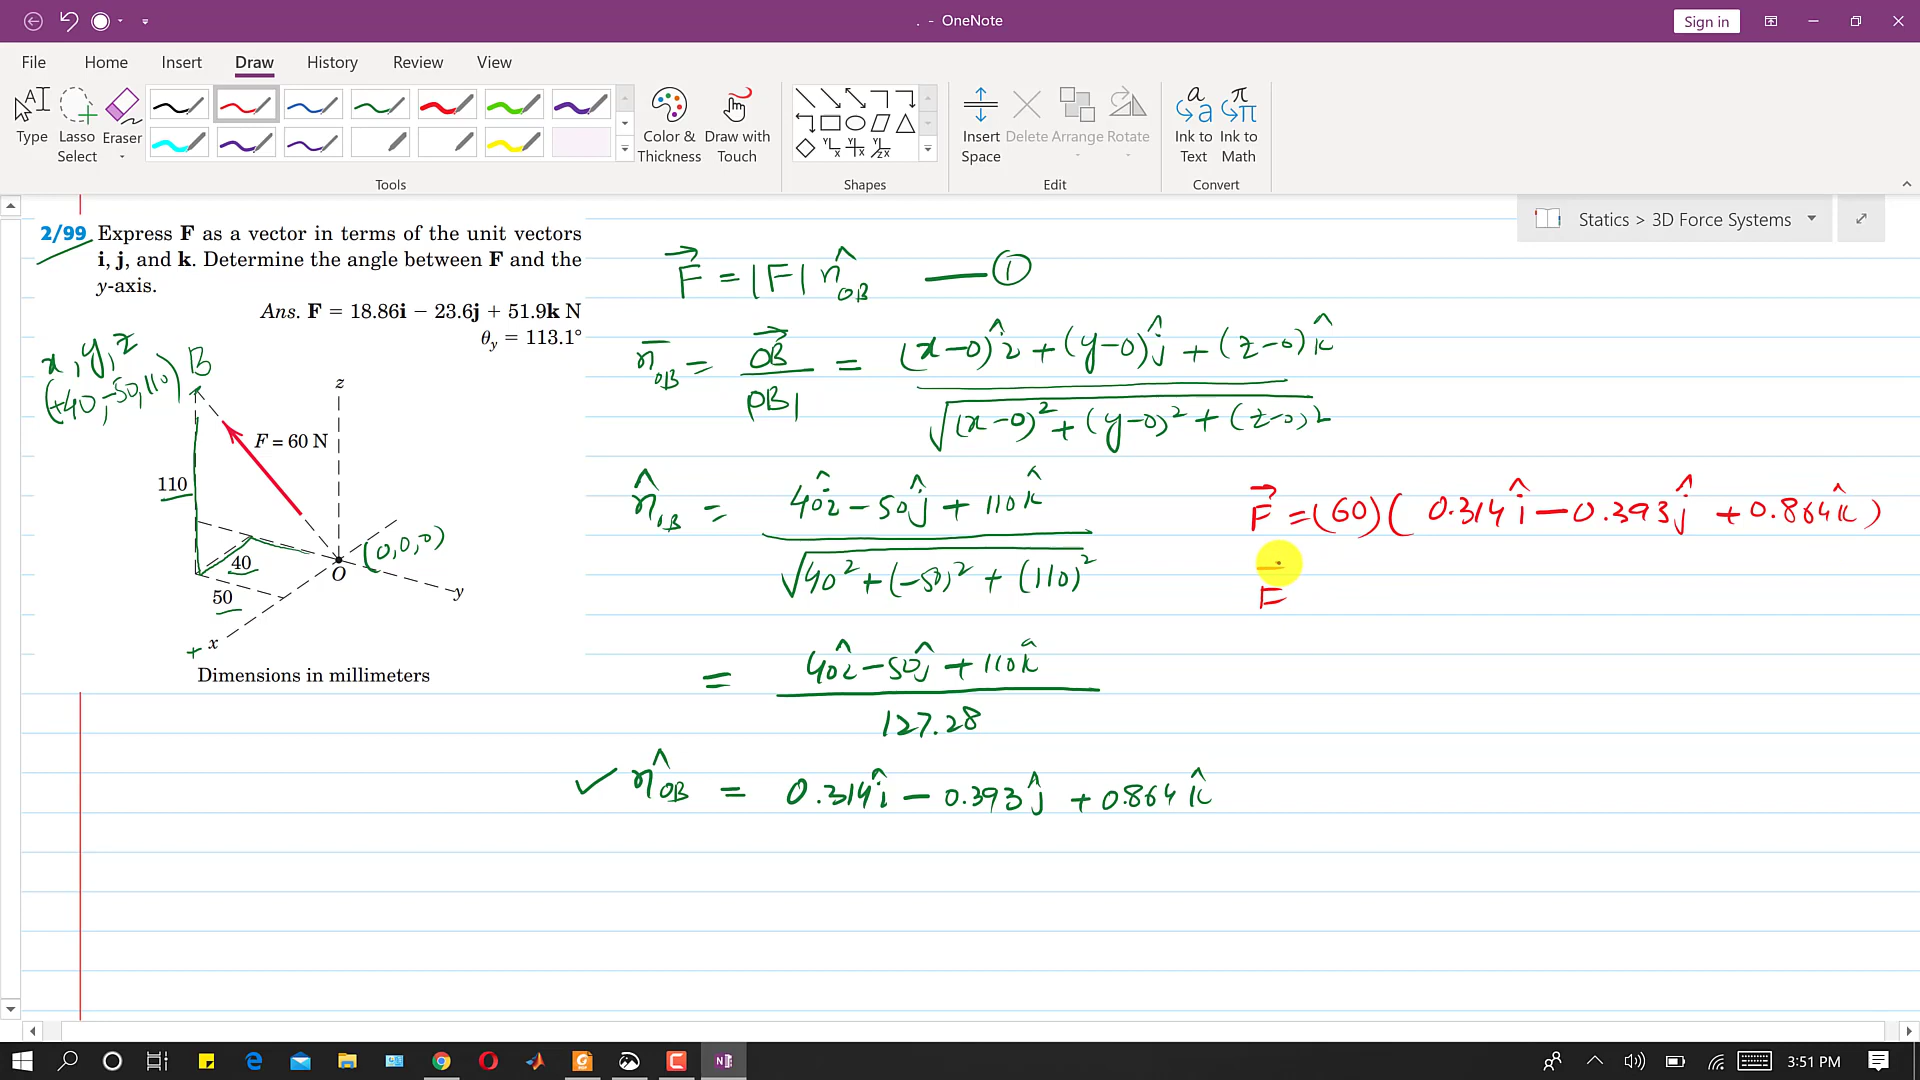 . - OneNote
Sign in
File Home Insert Draw History Review View
Type
Lasso Select
Eraser
Color & Thickness
Draw with Touch
Insert Space
Delete
Arrange
Rotate
Ink to Text
Ink to Math
Tools
Shapes
Edit
Convert
Statics > 3D Force Systems
2/99 Express F as a vector in terms of the unit vectors
i, j, and k. Determine the angle between F and the
y-axis.
Ans. F = 18.86i − 23.6j + 51.9k N
θy = 113.1°
x, y, z
(+40, -50, 110) B
z
F = 60 N
110
40
50
O
(0,0,0)
y
+ x
Dimensions in millimeters
F⃗ = |F| n̂OB —— ①
n̄OB = OB⃗ / |OB| = (x-0)î + (y-0)ĵ + (z-0)k̂ / √(x-0)² + (y-0)² + (z-0)²
n̂OB = 40î - 50ĵ + 110k̂ / √40² + (-50)² + (110)²
= 40î - 50ĵ + 110k̂ / 127.28
✓ n̂OB = 0.314î - 0.393ĵ + 0.864k̂
F⃗ = (60)(0.314î - 0.393ĵ + 0.864k̂)
F
3:51 PM